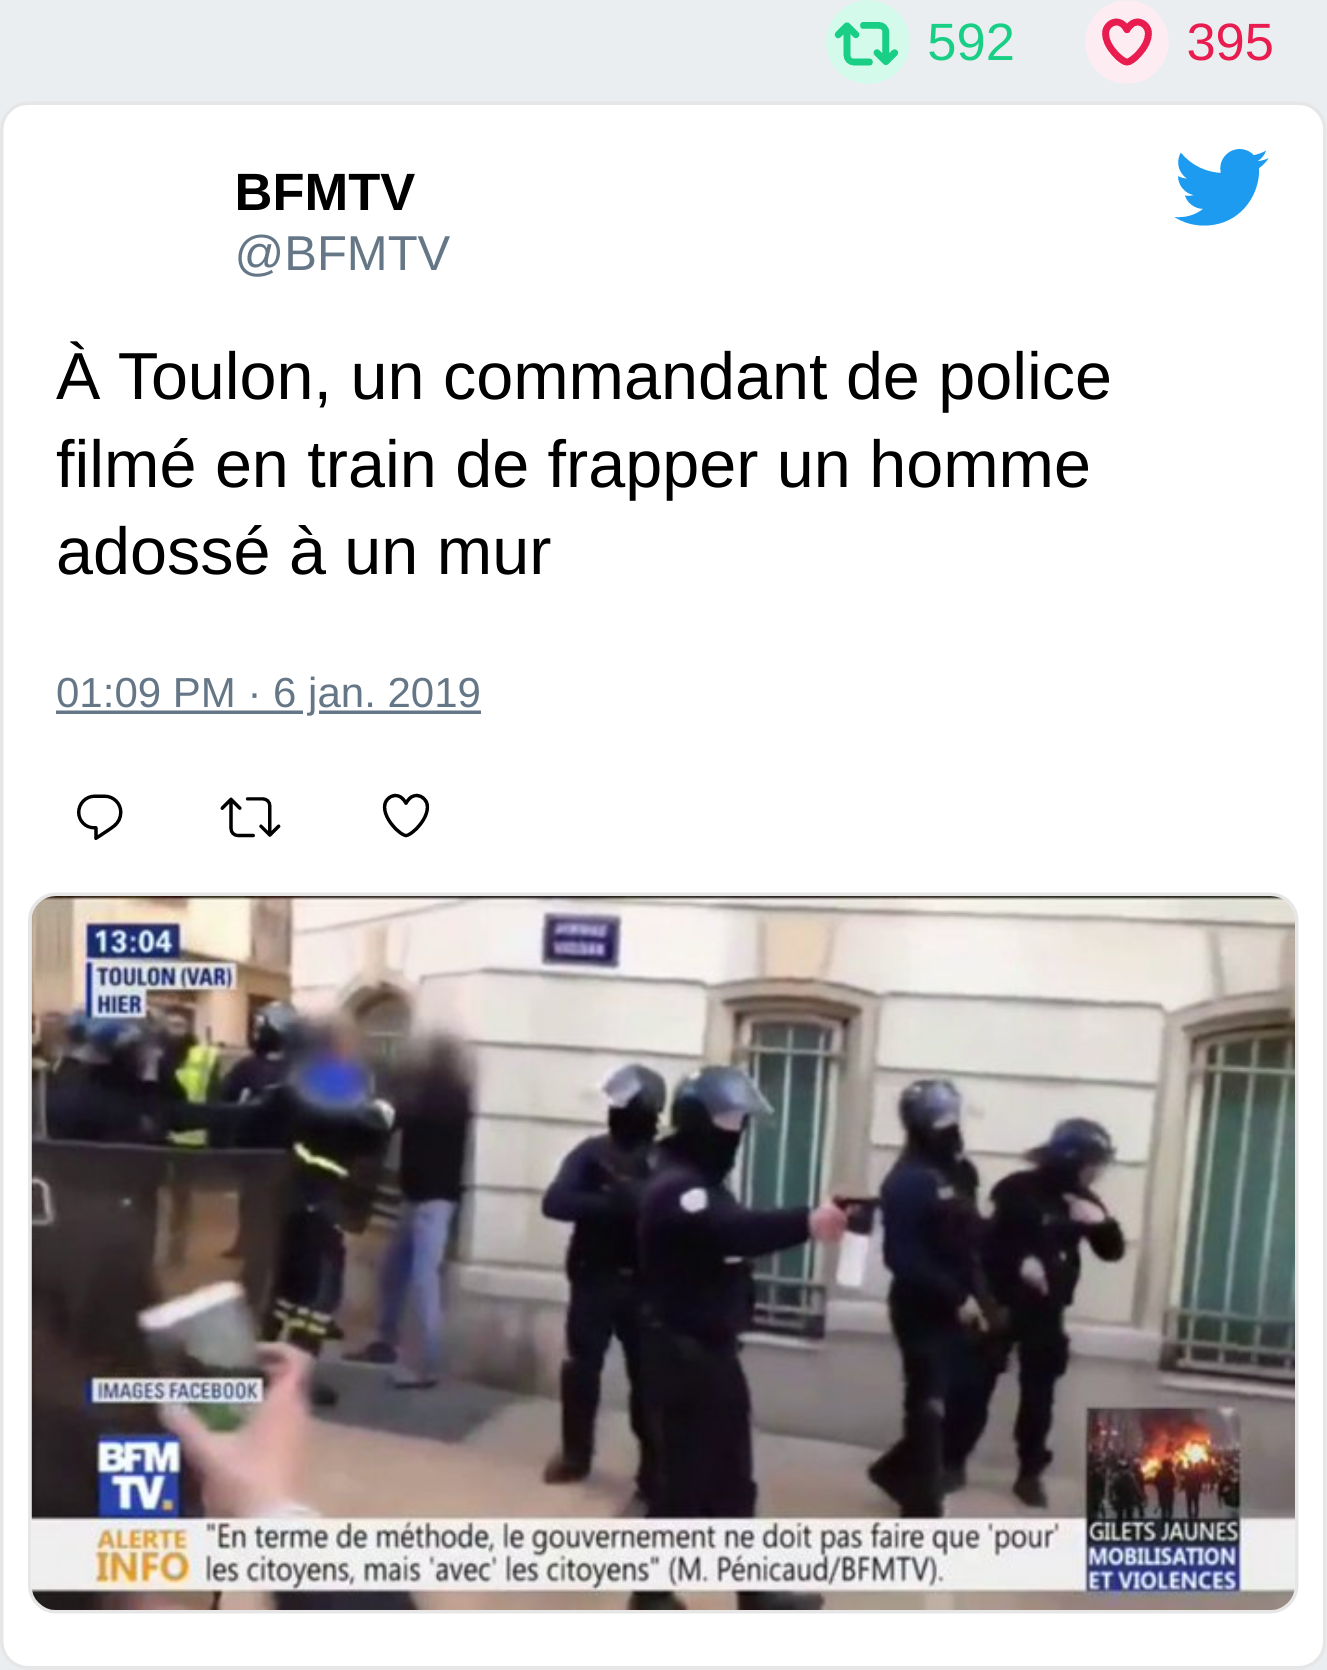 592 395
BFMTV
@BFMTV
À Toulon, un commandant de police
filmé en train de frapper un homme
adossé à un mur
01:09 PM · 6 jan. 2019
13:04
TOULON (VAR)
HIER
IMAGES FACEBOOK
BFM
TV.
ALERTE
INFO
"En terme de méthode, le gouvernement ne doit pas faire que 'pour'
les citoyens, mais 'avec' les citoyens" (M. Pénicaud/BFMTV).
GILETS JAUNES
MOBILISATION
ET VIOLENCES